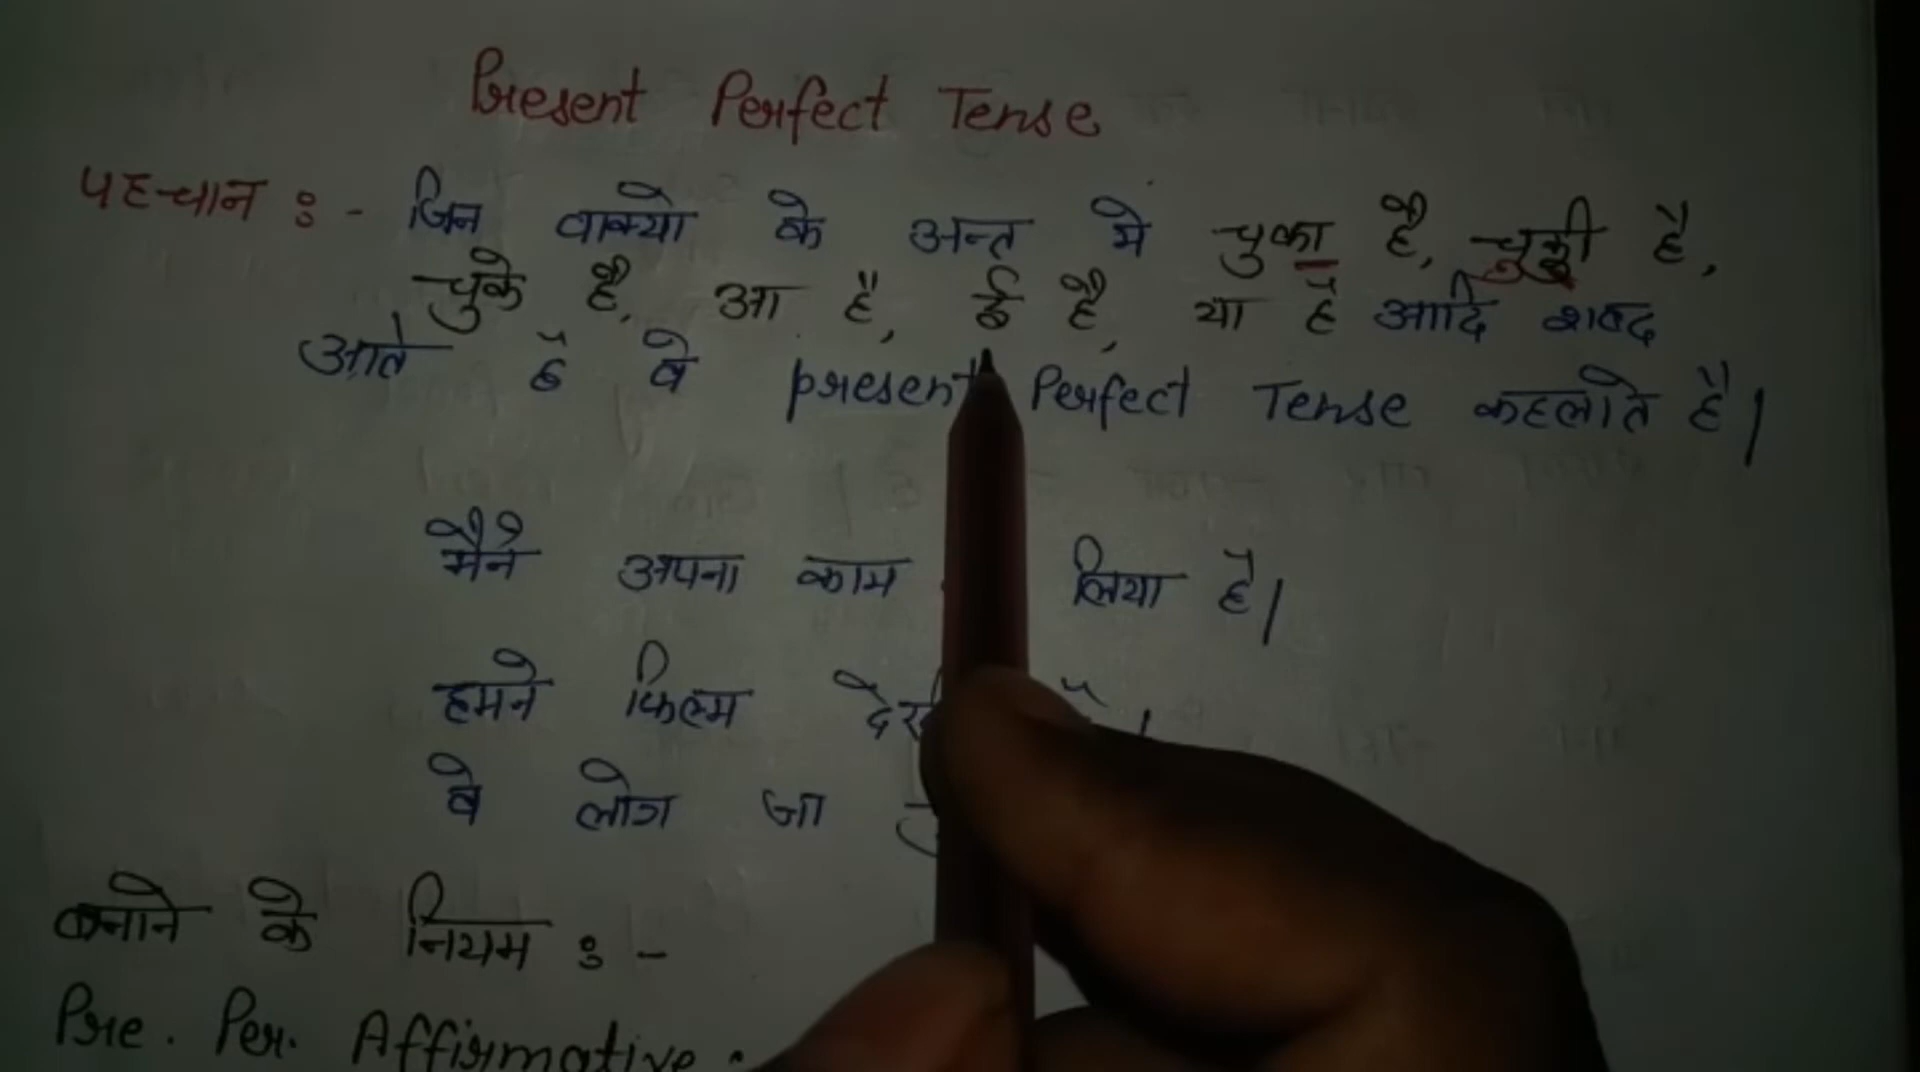 Present Perfect Tense
पहचान :- जिन वाक्यो के अन्त मे चुका है, चुकी है,
चुके है, आ है, ई है, या है आदि शब्द
आते है वे present Perfect Tense कहलाते है|
मैने अपना काम लिया है|
हमने फिल्म
वे लोग जा
बनाने के नियम :-
Pre. Per. Affirmative :